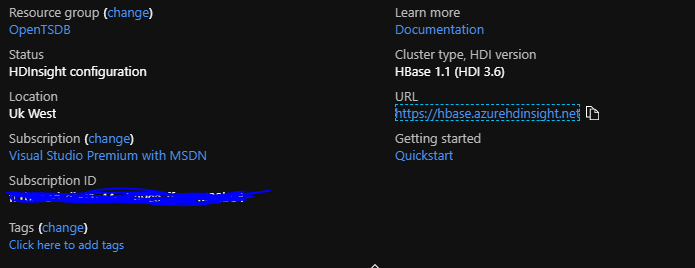 Resource group (change)
OpenTSDB
Status
HDInsight configuration
Location
Uk West
Subscription (change)
Visual Studio Premium with MSDN
Subscription ID
Tags (change)
Click here to add tags
Learn more
Documentation
Cluster type, HDI version
HBase 1.1 (HDI 3.6)
URL
https://hbase.azurehdinsight.net
Getting started
Quickstart